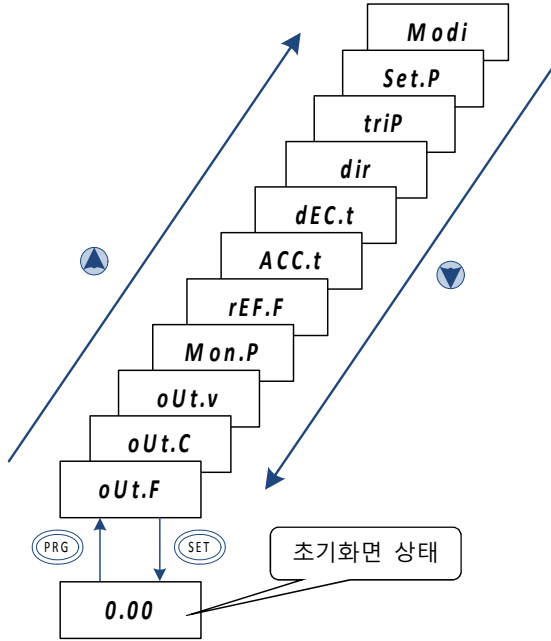 Modi
Set.P
triP
dir
dEC.t
ACC.t
rEF.F
Mon.P
oUt.v
oUt.C
oUt.F
PRG
SET
초기화면 상태
0.00